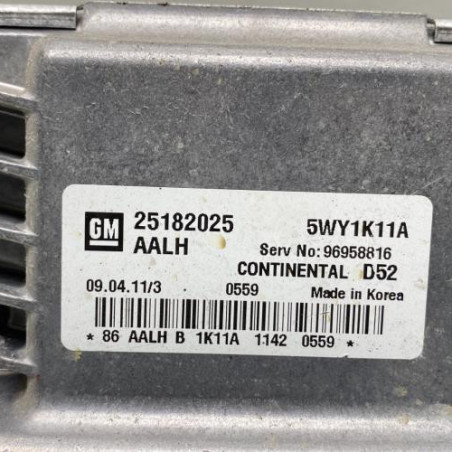 GM 25182025 5WY1K11A
AALH Serv No: 96958816
CONTINENTAL D52
09.04.11/3 0559 Made in Korea
* 86 AALH B 1K11A 1142 0559 *